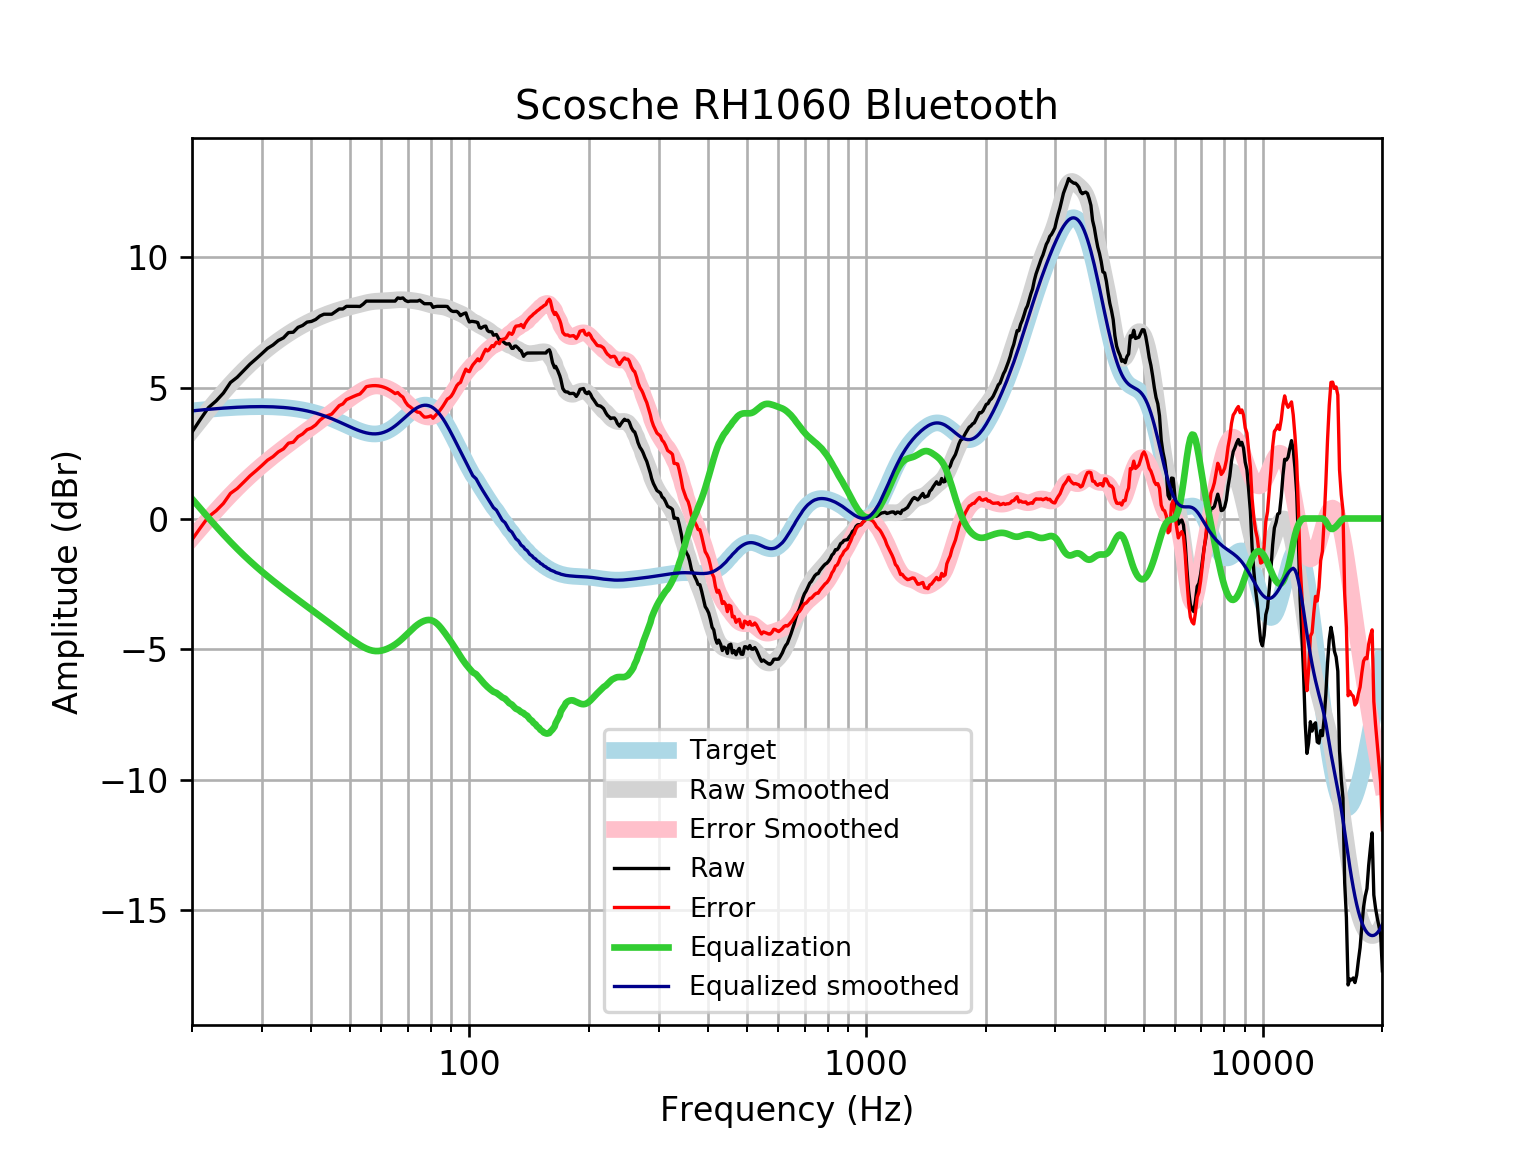 Scosche RH1060 Bluetooth
10
5
0
−5
−10
−15
Amplitude (dBr)
Target
Raw Smoothed
Error Smoothed
Raw
Error
Equalization
Equalized smoothed
100
1000
10000
Frequency (Hz)